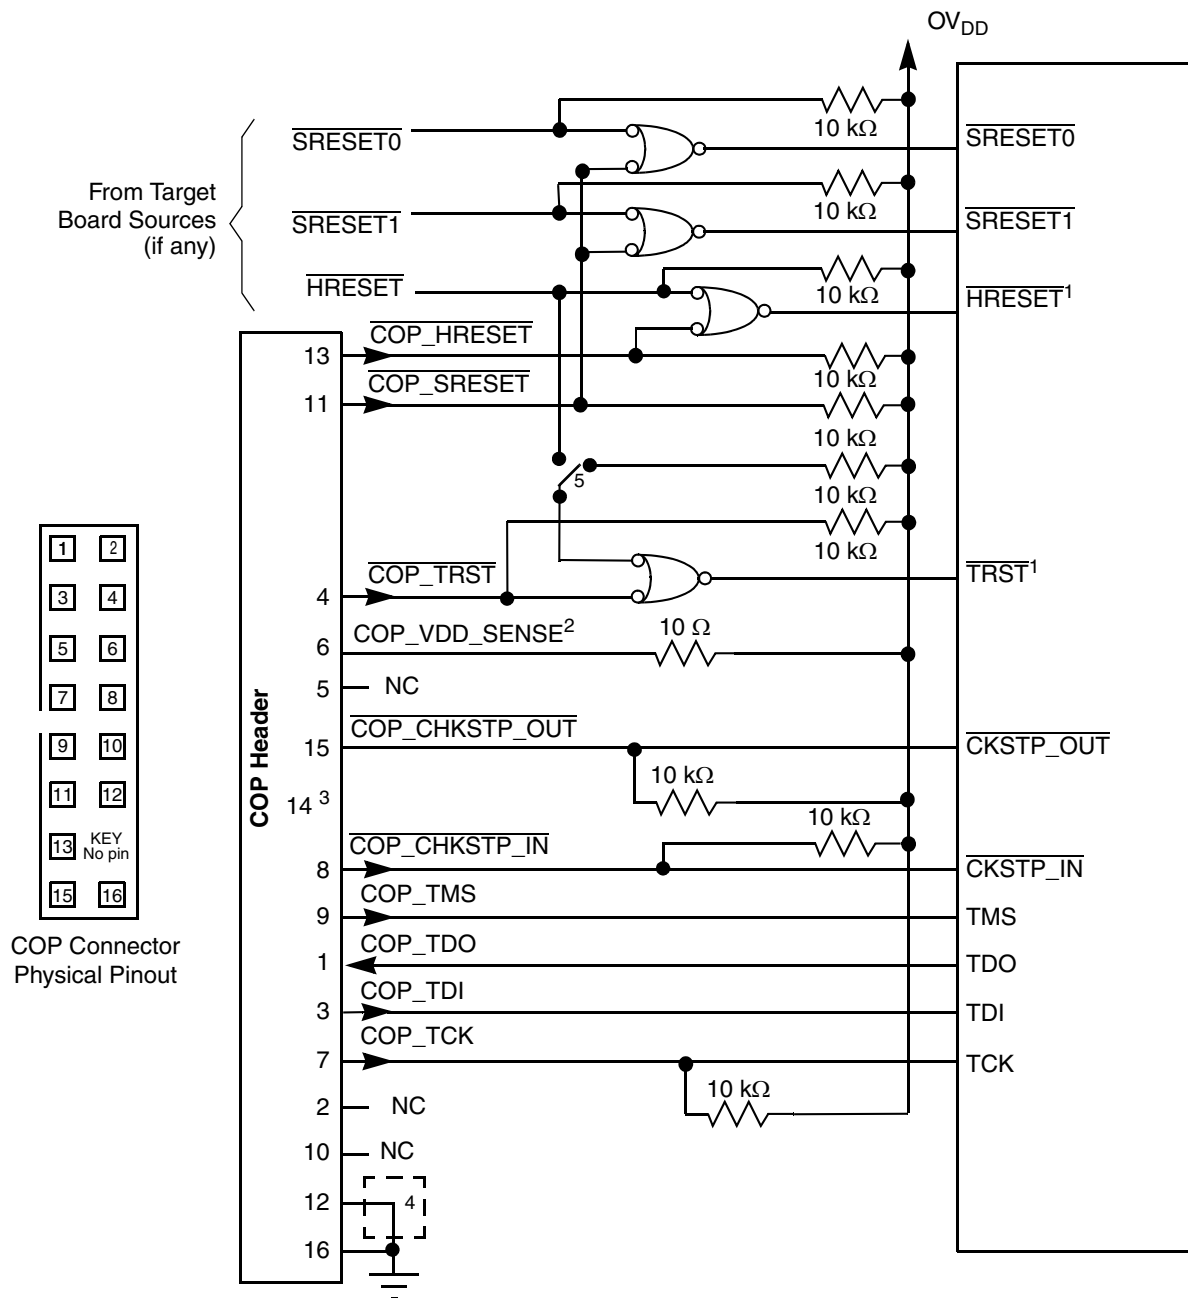 OVDD
10 kΩ
SRESET0
SRESET0
From Target
Board Sources
(if any)
10 kΩ
SRESET1
SRESET1
HRESET
10 kΩ
HRESET1
COP_HRESET
13
10 kΩ
COP_SRESET
11
10 kΩ
5
10 kΩ
10 kΩ
COP_TRST
4
TRST1
COP_VDD_SENSE2
10 Ω
6
5
NC
COP_CHKSTP_OUT
15
CKSTP_OUT
10 kΩ
14 3
10 kΩ
COP_CHKSTP_IN
8
CKSTP_IN
COP_TMS
9
TMS
COP_TDO
1
TDO
COP_TDI
3
TDI
COP_TCK
7
TCK
10 kΩ
2
NC
10
NC
12
4
16
COP Header
1 2
3 4
5 6
7 8
9 10
11 12
13 KEY
No pin
15 16
COP Connector
Physical Pinout